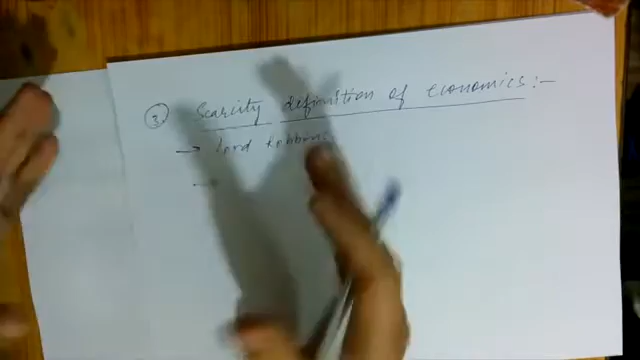 ③ Scarcity definition of economics :-
→ Lord Robbins
→